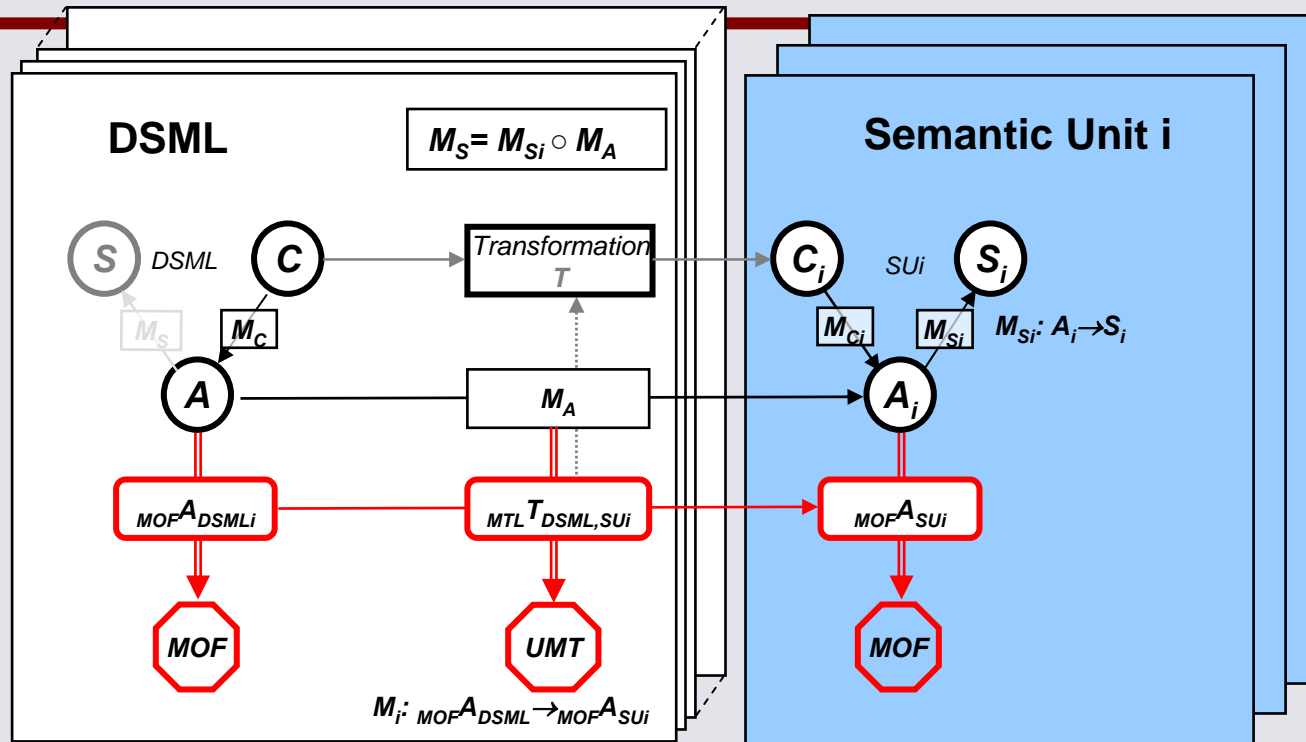 DSML
M_S= M_Si ○ M_A
Semantic Unit i
S DSML C
Transformation
T
C_i SUi S_i
M_S M_C
M_Ci M_Si M_Si: A_i→S_i
A M_A A_i
MOF A_DSMLi MTL T_DSML,SUi MOF A_SUi
MOF UMT MOF
M_i: MOF A_DSML→MOF A_SUi